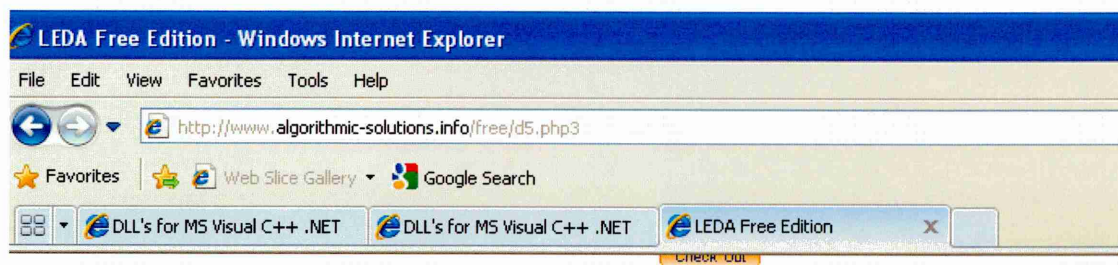 LEDA Free Edition - Windows Internet Explorer
File Edit View Favorites Tools Help
http://www.algorithmic-solutions.info/free/d5.php3
Favorites Web Slice Gallery Google Search
DLL's for MS Visual C++ .NET DLL's for MS Visual C++ .NET LEDA Free Edition X
Check Out